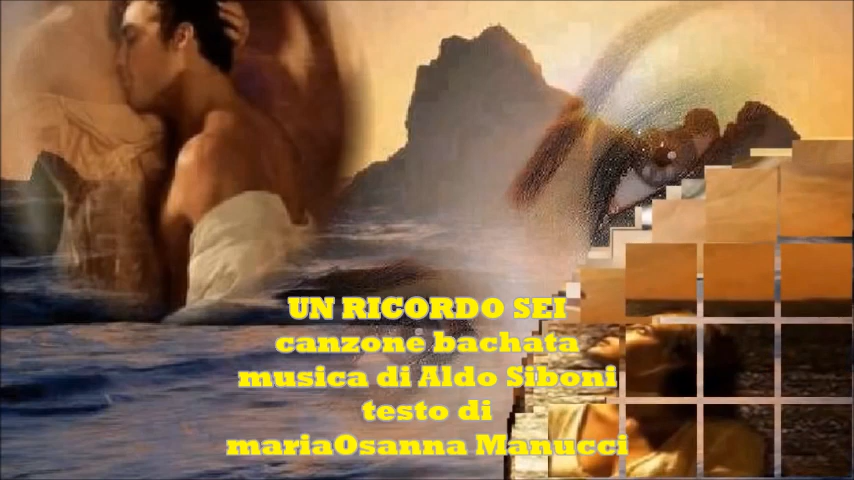 UN RICORDO SEI
canzone bachata
musica di Aldo Siboni
testo di
mariaOsanna Manucci